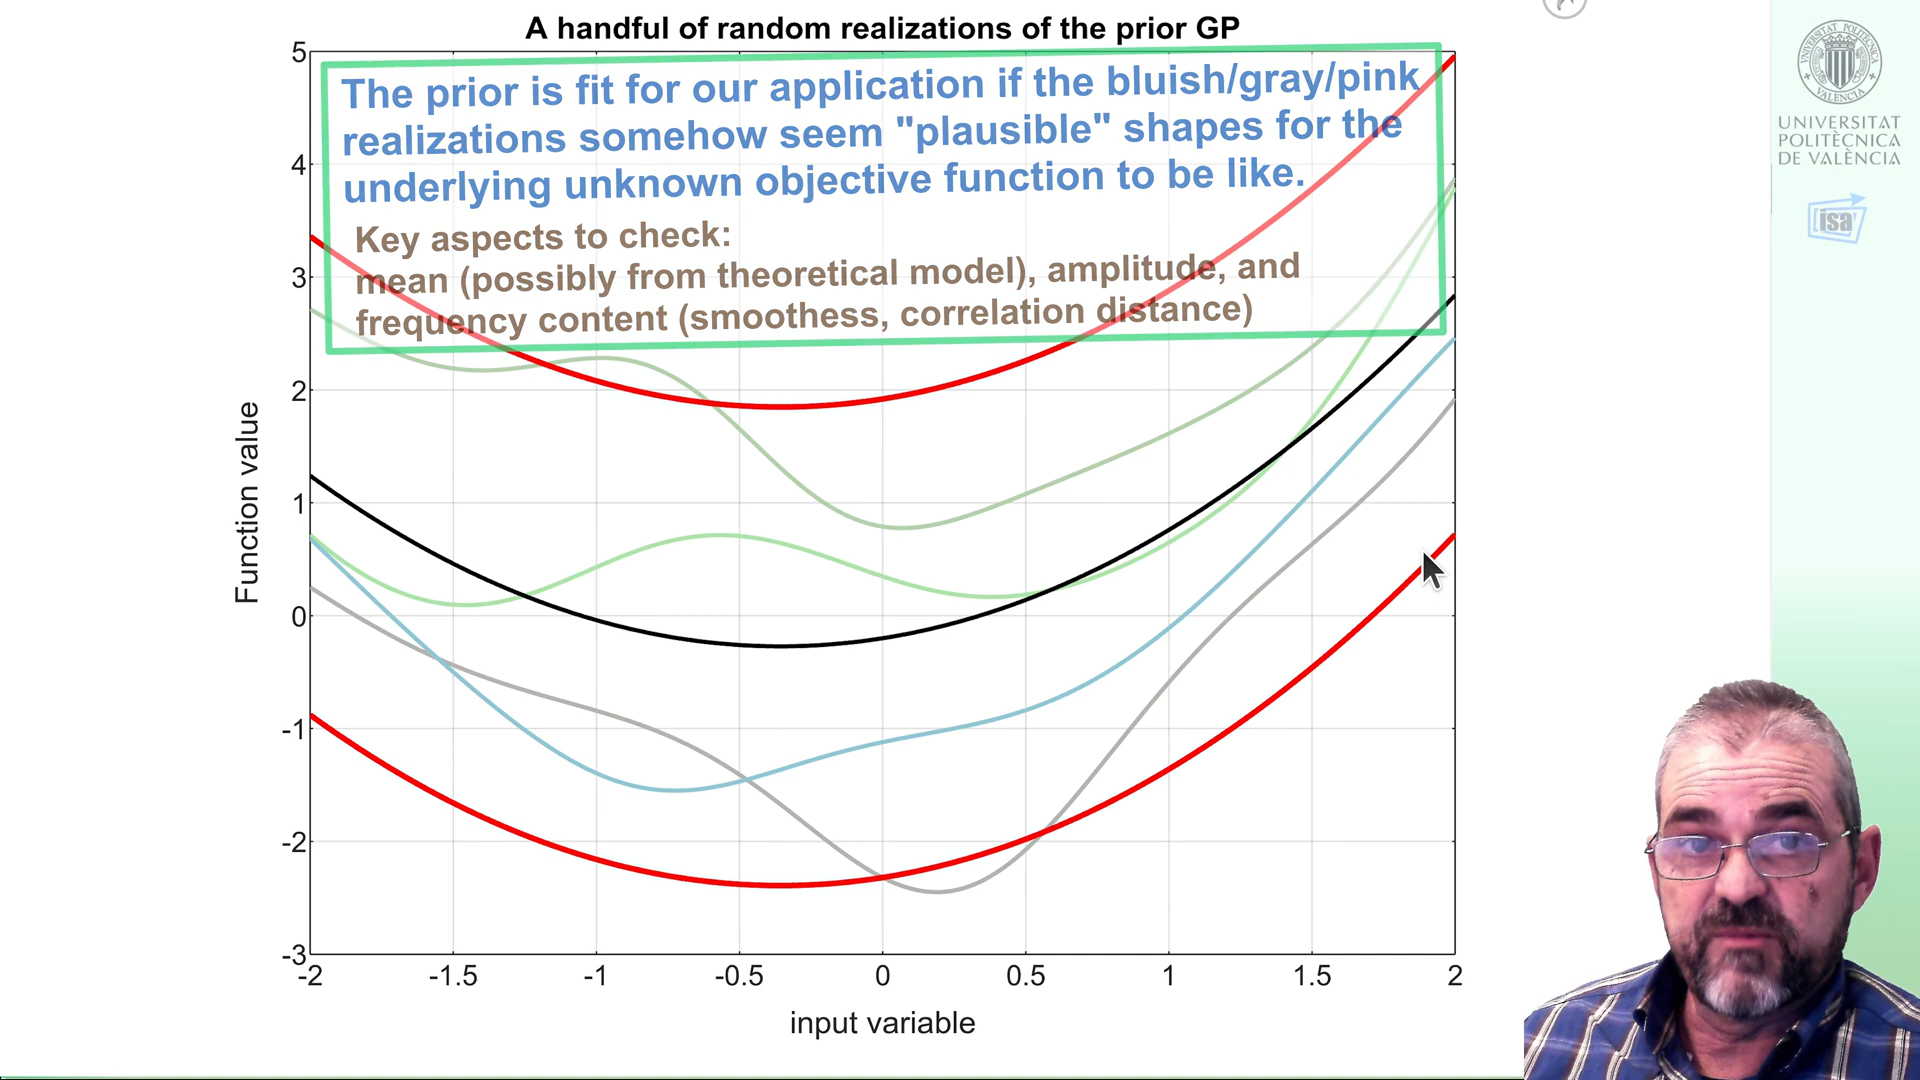 A handful of random realizations of the prior GP
The prior is fit for our application if the bluish/gray/pink
realizations somehow seem "plausible" shapes for the
underlying unknown objective function to be like.
Key aspects to check:
mean (possibly from theoretical model), amplitude, and
frequency content (smoothess, correlation distance)
Function value
5
4
3
2
1
0
-1
-2
-3
-2 -1.5 -1 -0.5 0 0.5 1 1.5 2
input variable
UNIVERSITAT
POLITÈCNICA
DE VALÈNCIA
isa